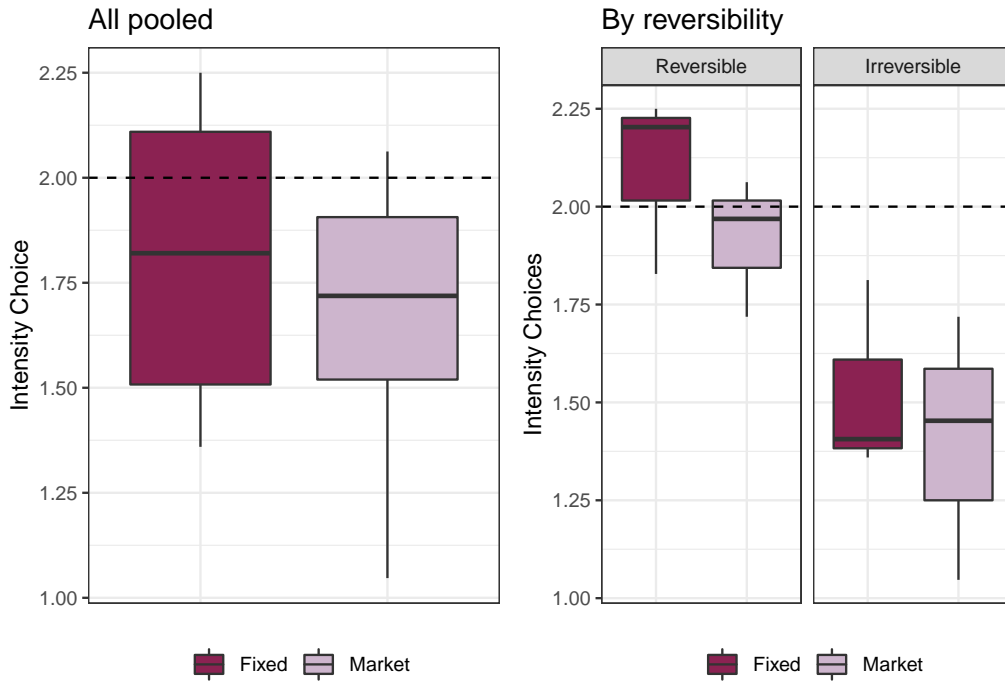 All pooled
Intensity Choice
2.25
2.00
1.75
1.50
1.25
1.00
Fixed Market
By reversibility
Reversible Irreversible
Intensity Choices
2.25
2.00
1.75
1.50
1.25
1.00
Fixed Market